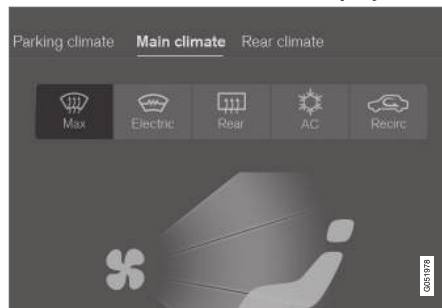 Parking climate Main climate Rear climate
Max Electric Rear AC Recirc
G051978